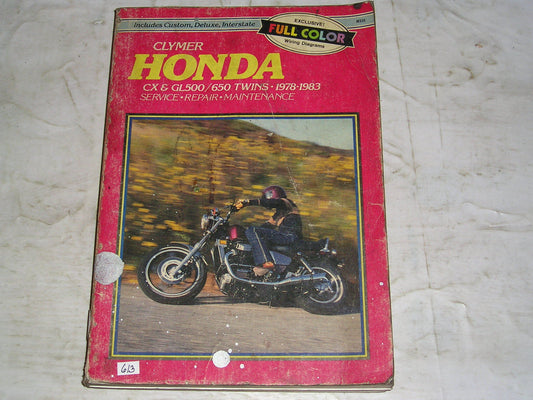 Includes Custom, Deluxe, Interstate
EXCLUSIVE!
FULL COLOR
Wiring Diagrams
CLYMER
HONDA
CX & GL500/650 TWINS • 1978-1983
SERVICE • REPAIR • MAINTENANCE
613